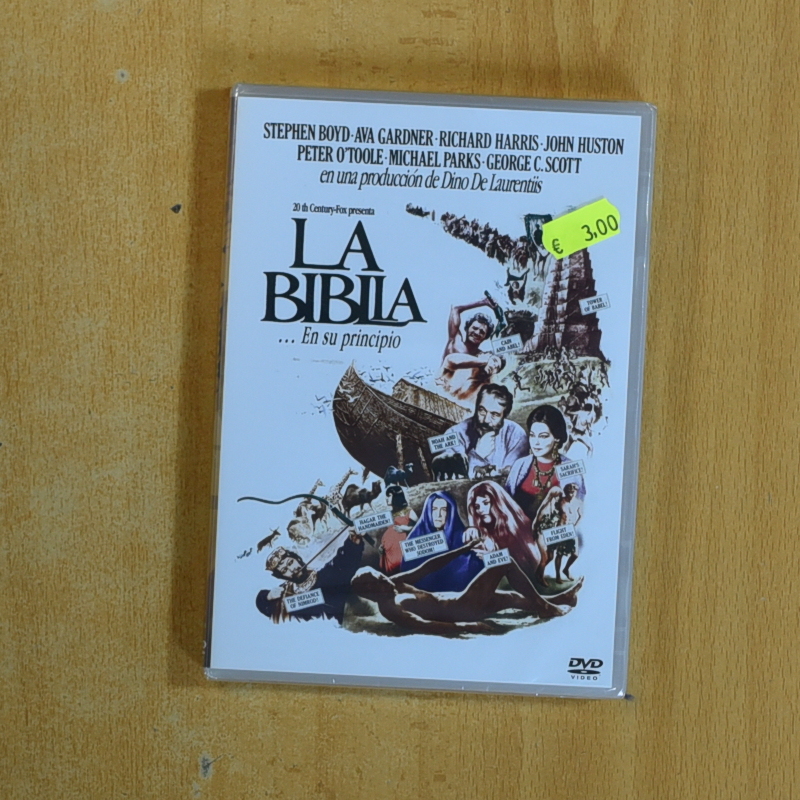 STEPHEN BOYD·AVA GARDNER·RICHARD HARRIS·JOHN HUSTON
PETER O'TOOLE·MICHAEL PARKS·GEORGE C. SCOTT
en una producción de Dino De Laurentiis
20 th Century-Fox presenta
€ 3,00
LA
BIBLIA
... En su principio
TOWER
OF BABEL!
CAIN
AND ABEL!
NOAH AND
THE ARK!
SARAH'S
SACRIFICE!
HAGAR THE
HANDMAIDEN!
THE MESSENGER
WHO DESTROYED
SODOM!
ADAM
AND EVE!
FLIGHT
FROM EDEN!
THE DEFIANCE
OF NIMROD!
DVD
VIDEO